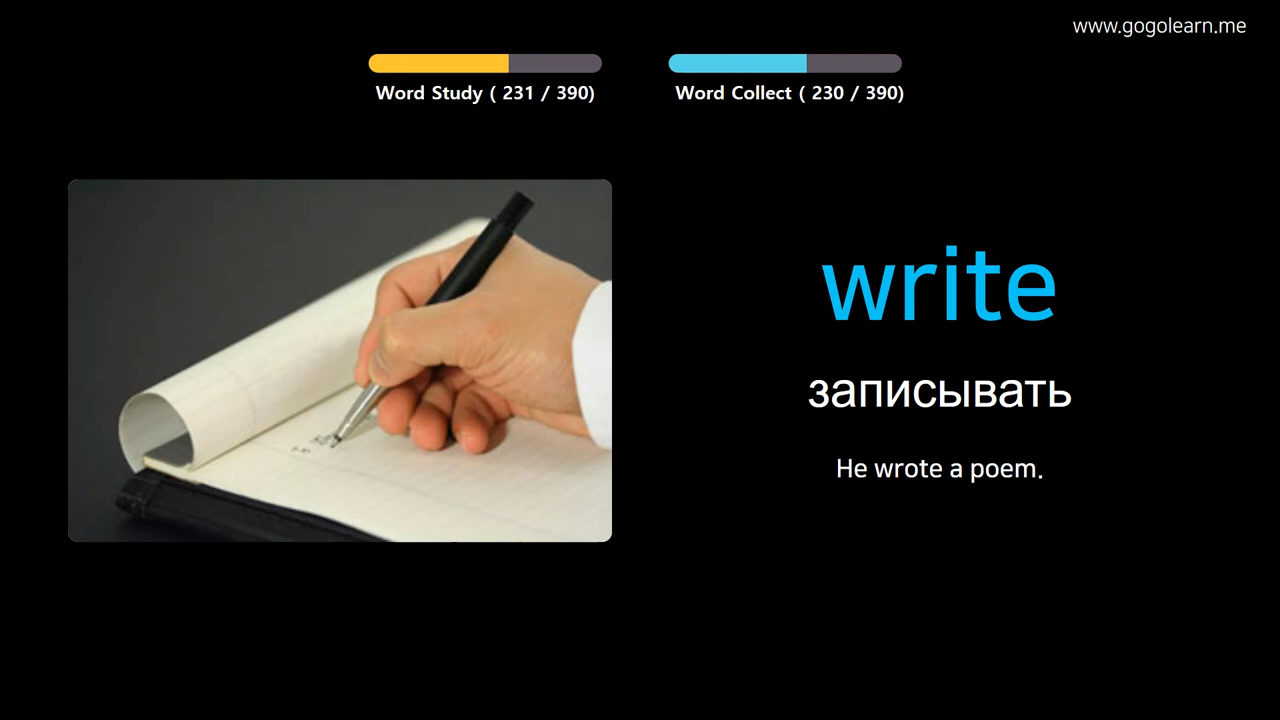 www.gogolearn.me
Word Study ( 231 / 390)
Word Collect ( 230 / 390)
write
записывать
He wrote a poem.